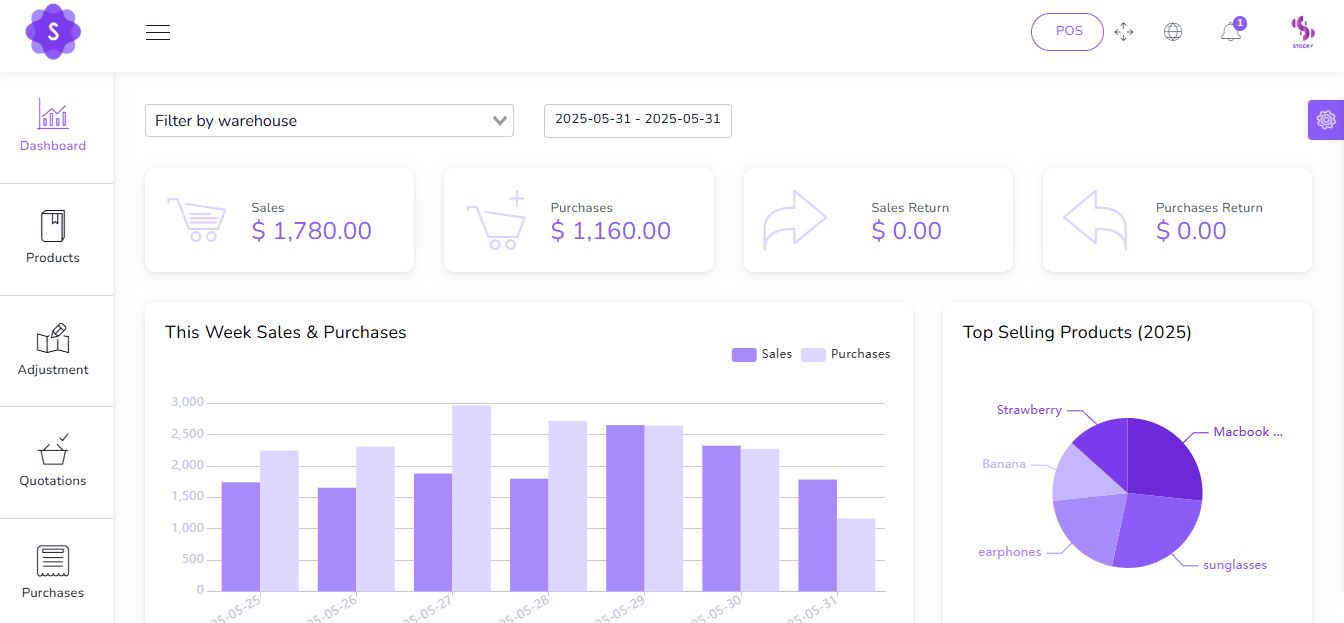 S
POS
1
STOCKY
Dashboard
Products
Adjustment
Quotations
Purchases
Filter by warehouse
2025-05-31 - 2025-05-31
Sales
$ 1,780.00
Purchases
$ 1,160.00
Sales Return
$ 0.00
Purchases Return
$ 0.00
This Week Sales & Purchases
Sales
Purchases
3,000
2,500
2,000
1,500
1,000
500
0
25-05-25
25-05-26
25-05-27
25-05-28
25-05-29
25-05-30
25-05-31
Top Selling Products (2025)
Strawberry
Macbook ...
Banana
earphones
sunglasses